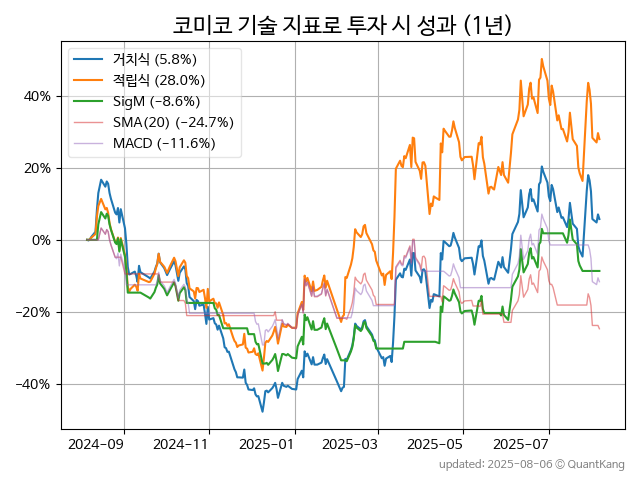 코미코 기술 지표로 투자 시 성과 (1년)
거치식 (5.8%)
적립식 (28.0%)
SigM (−8.6%)
SMA(20) (−24.7%)
MACD (−11.6%)
40%
20%
0%
−20%
−40%
2024−09 2024−11 2025−01 2025−03 2025−05 2025−07
updated: 2025-08-06 © QuantKang